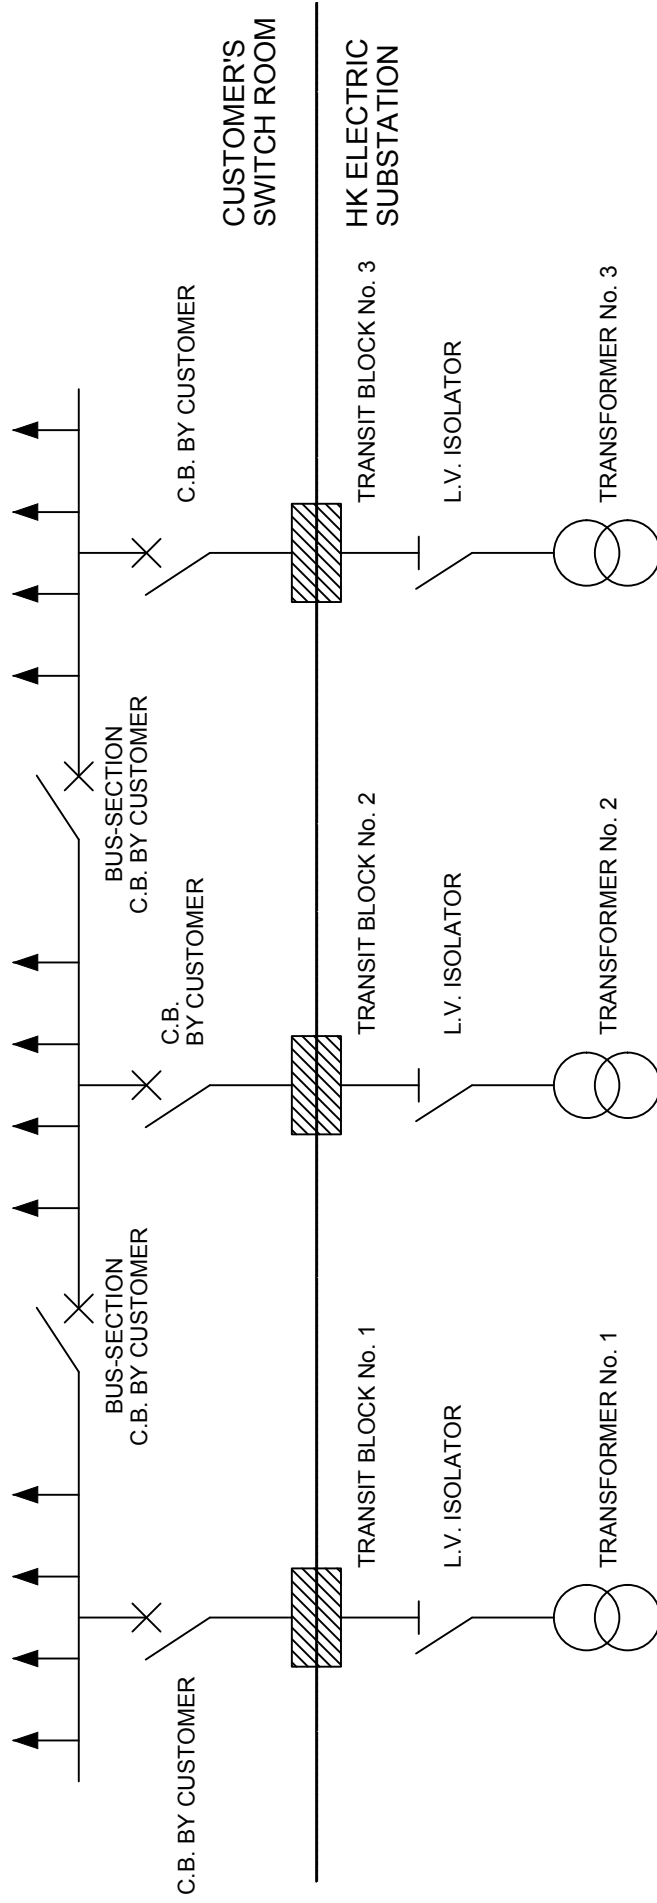 BUS-SECTION
C.B. BY CUSTOMER
BUS-SECTION
C.B. BY CUSTOMER
C.B. BY CUSTOMER
C.B.
BY CUSTOMER
C.B. BY CUSTOMER
CUSTOMER'S
SWITCH ROOM
HK ELECTRIC
SUBSTATION
TRANSIT BLOCK No. 1
TRANSIT BLOCK No. 2
TRANSIT BLOCK No. 3
L.V. ISOLATOR
L.V. ISOLATOR
L.V. ISOLATOR
TRANSFORMER No. 1
TRANSFORMER No. 2
TRANSFORMER No. 3